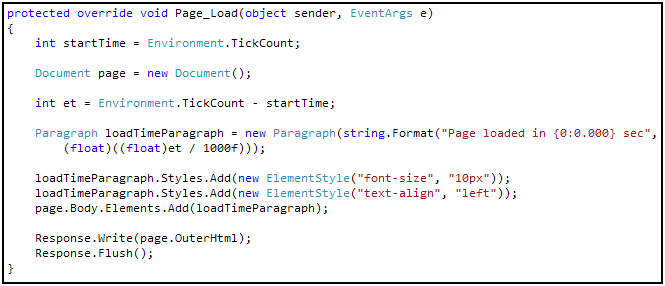 protected override void Page_Load(object sender, EventArgs e)
{
int startTime = Environment.TickCount;
Document page = new Document();
int et = Environment.TickCount - startTime;
Paragraph loadTimeParagraph = new Paragraph(string.Format("Page loaded in {0:0.000} sec",
(float)((float)et / 1000f)));
loadTimeParagraph.Styles.Add(new ElementStyle("font-size", "10px"));
loadTimeParagraph.Styles.Add(new ElementStyle("text-align", "left"));
page.Body.Elements.Add(loadTimeParagraph);
Response.Write(page.OuterHtml);
Response.Flush();
}